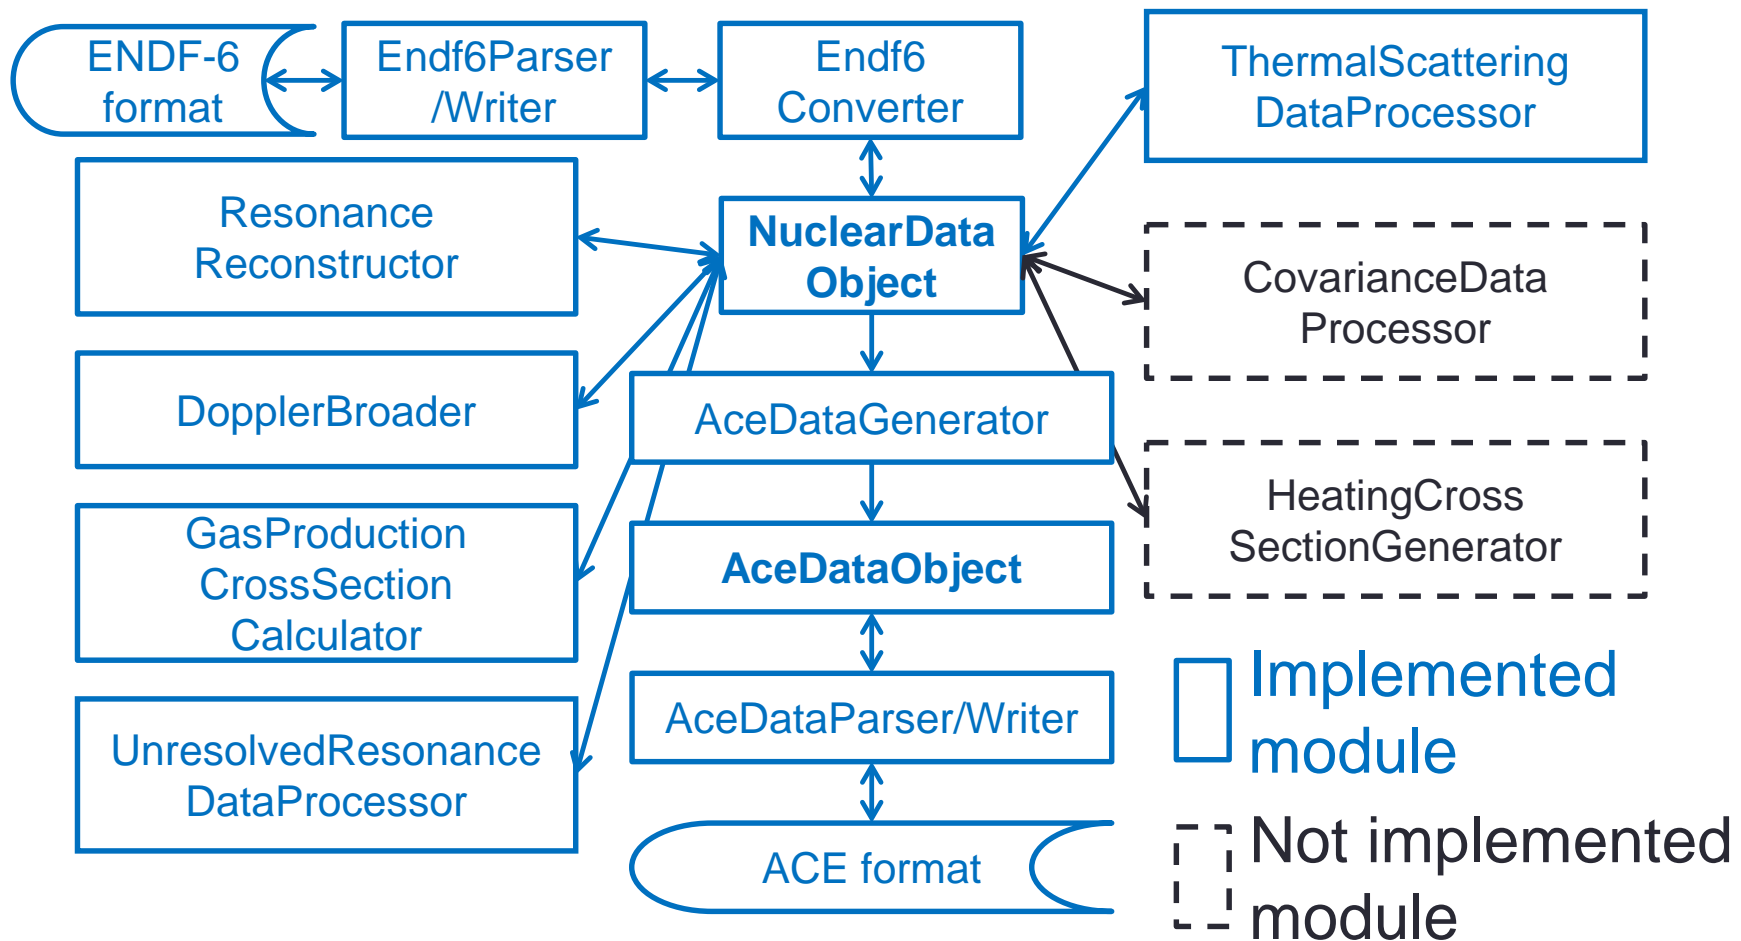 ENDF-6
format
Endf6Parser
/Writer
Endf6
Converter
ThermalScattering
DataProcessor
Resonance
Reconstructor
NuclearData
Object
CovarianceData
Processor
DopplerBroader
AceDataGenerator
HeatingCross
SectionGenerator
GasProduction
CrossSection
Calculator
AceDataObject
UnresolvedResonance
DataProcessor
AceDataParser/Writer
ACE format
Implemented
module
Not implemented
module